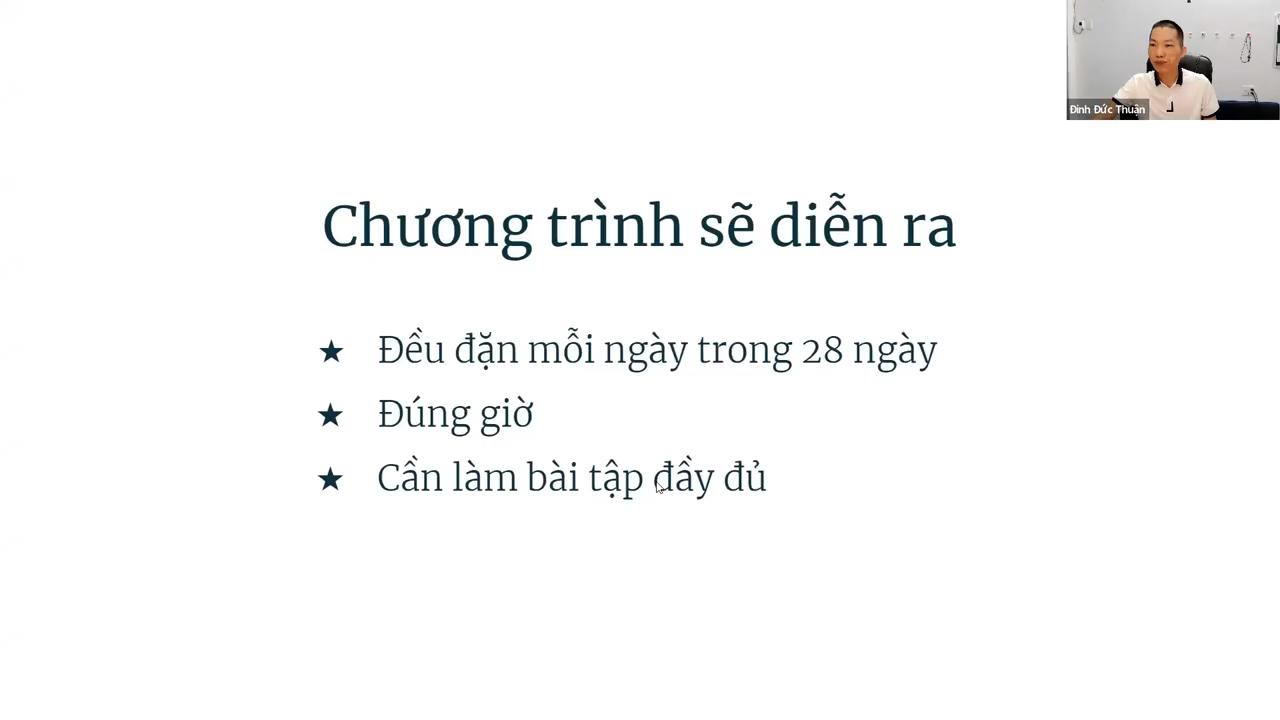 Đinh Đức Thuận
Chương trình sẽ diễn ra
★ Đều đặn mỗi ngày trong 28 ngày
★ Đúng giờ
★ Cần làm bài tập đầy đủ